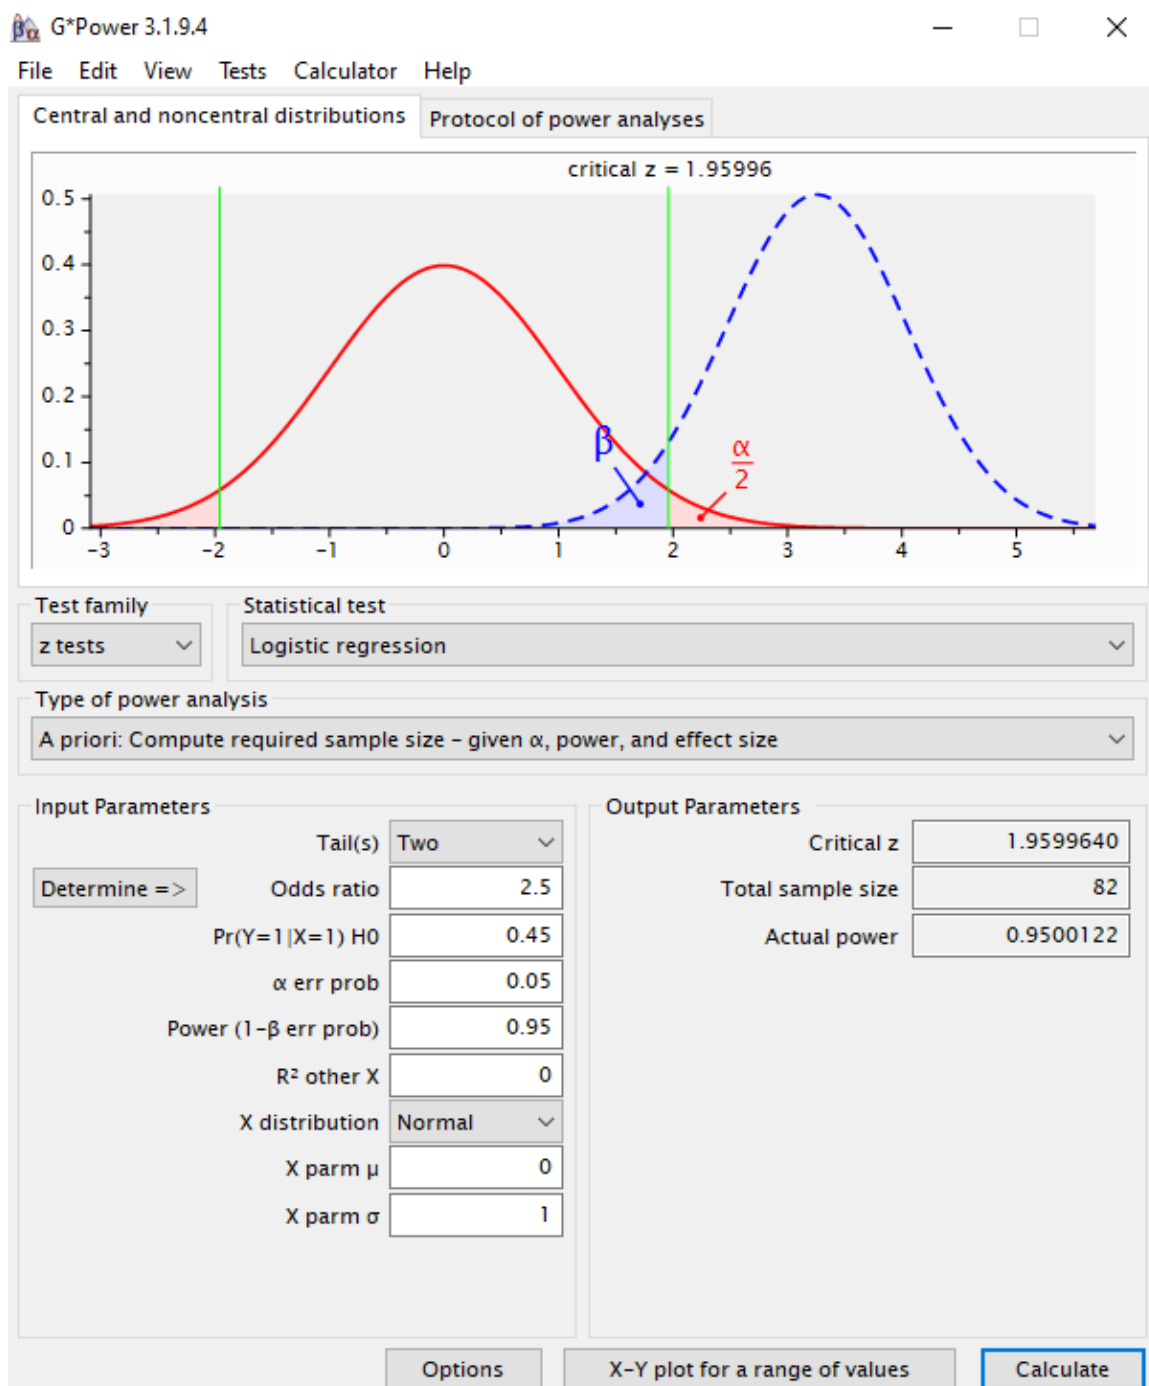 G*Power 3.1.9.4
File Edit View Tests Calculator Help
Central and noncentral distributions Protocol of power analyses
critical z = 1.95996
0.5
0.4
0.3
0.2
0.1
0
β
α
2
-3 -2 -1 0 1 2 3 4 5
Test family Statistical test
z tests Logistic regression
Type of power analysis
A priori: Compute required sample size - given α, power, and effect size
Input Parameters Output Parameters
Tail(s) Two Critical z 1.9599640
Determine => Odds ratio 2.5 Total sample size 82
Pr(Y=1|X=1) H0 0.45 Actual power 0.9500122
α err prob 0.05
Power (1-β err prob) 0.95
R² other X 0
X distribution Normal
X parm μ 0
X parm σ 1
Options X-Y plot for a range of values Calculate